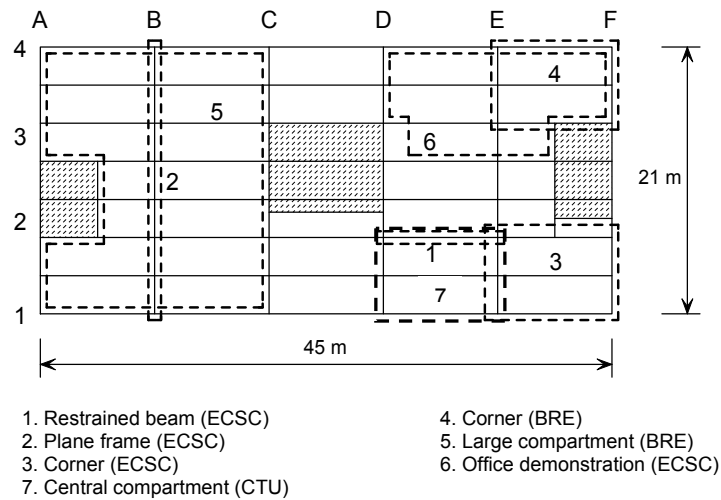 A B C D E F
4
4
5
3
6
2
21 m
2
1
3
7
1
45 m
1. Restrained beam (ECSC)
2. Plane frame (ECSC)
3. Corner (ECSC)
7. Central compartment (CTU)
4. Corner (BRE)
5. Large compartment (BRE)
6. Office demonstration (ECSC)